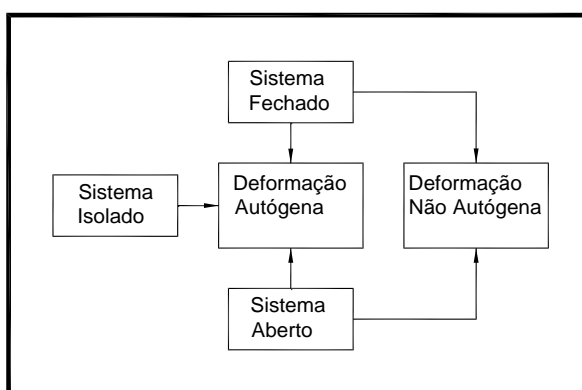 Sistema
Fechado
Deformação
Autógena
Deformação
Não Autógena
Sistema
Isolado
Sistema
Aberto